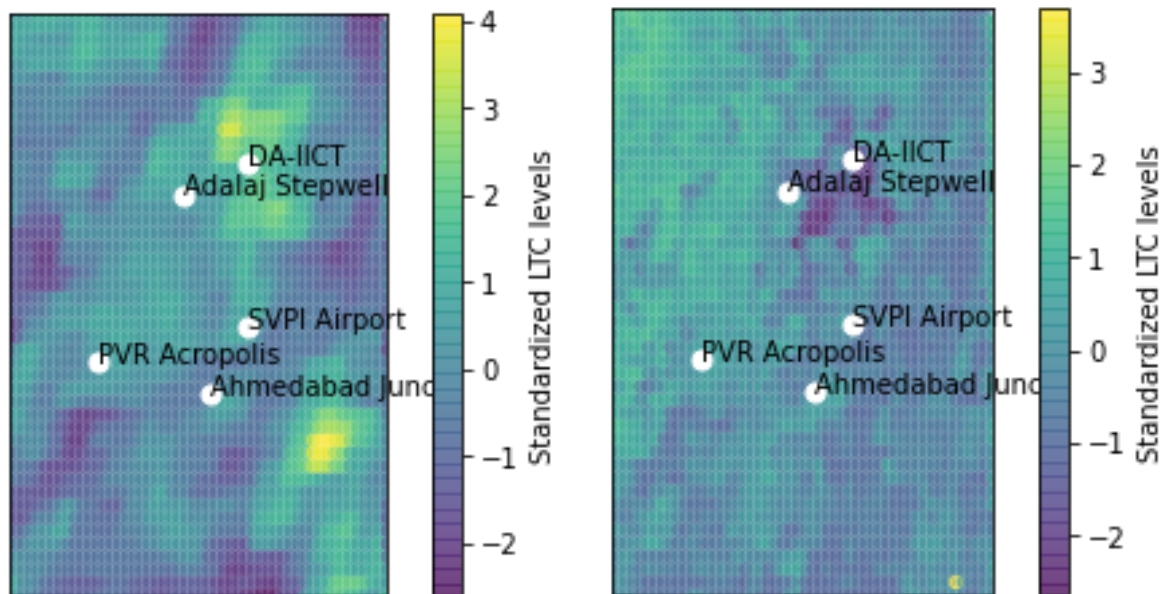 DA-IICT
Adalaj Stepwell
SVPI Airport
PVR Acropolis
Ahmedabad Junc
4
3
2
1
0
−1
−2
Standardized LTC levels
DA-IICT
Adalaj Stepwell
SVPI Airport
PVR Acropolis
Ahmedabad Junc
3
2
1
0
−1
−2
Standardized LTC levels